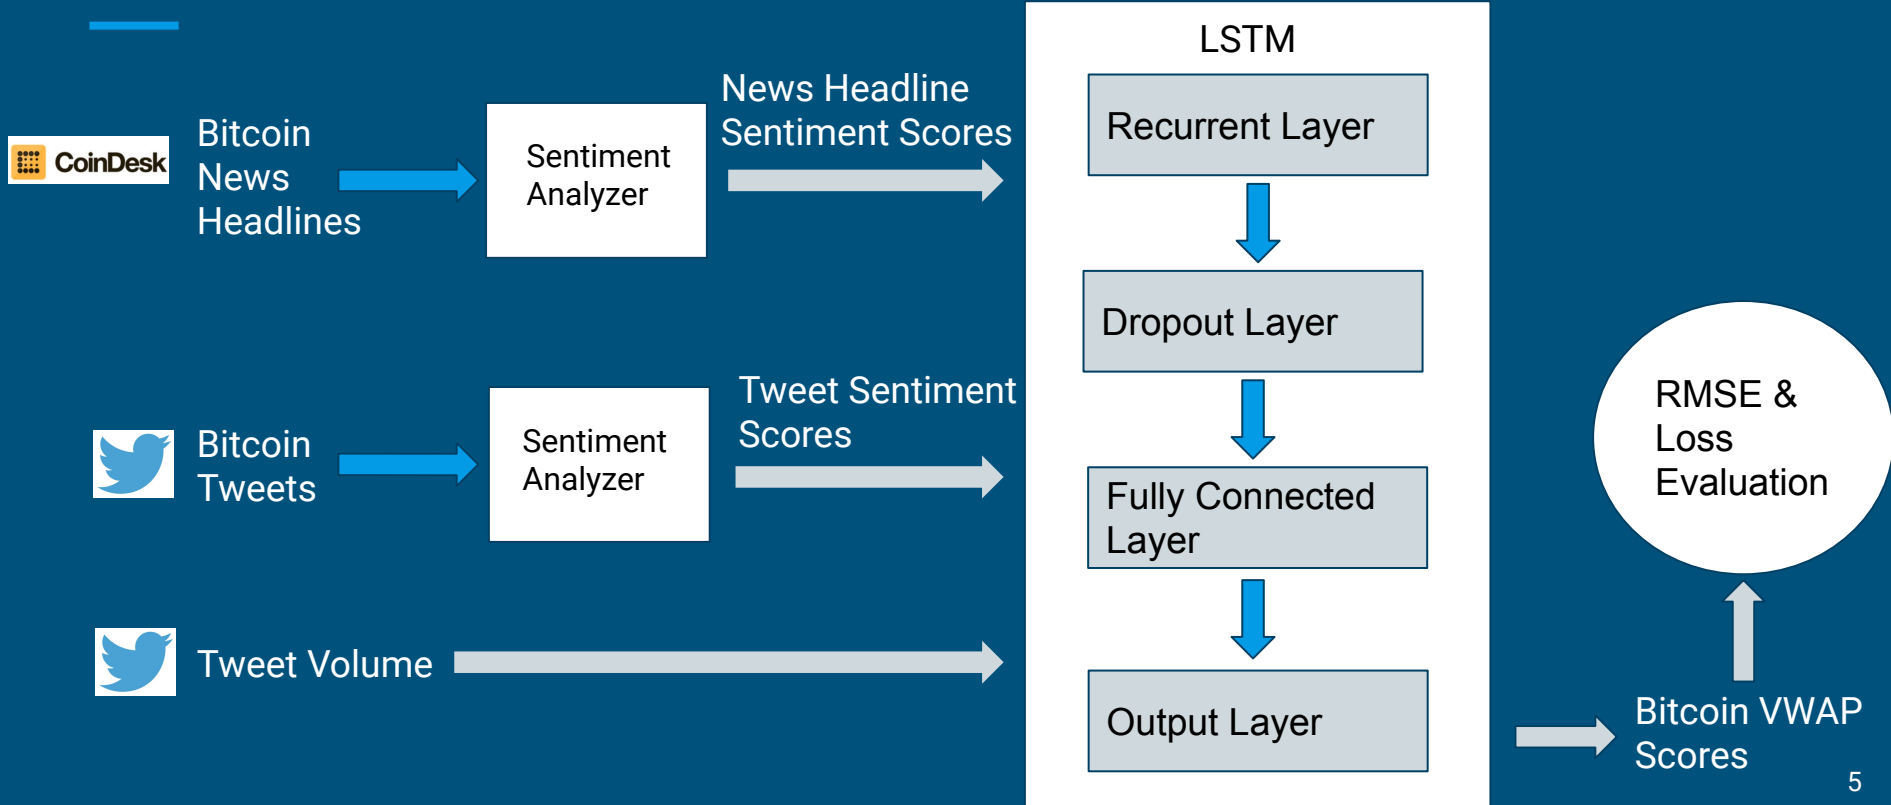 CoinDesk
Bitcoin
News
Headlines
Sentiment
Analyzer
News Headline
Sentiment Scores
Bitcoin
Tweets
Sentiment
Analyzer
Tweet Sentiment
Scores
Tweet Volume
LSTM
Recurrent Layer
Dropout Layer
Fully Connected
Layer
Output Layer
Bitcoin VWAP
Scores
RMSE &
Loss
Evaluation
5